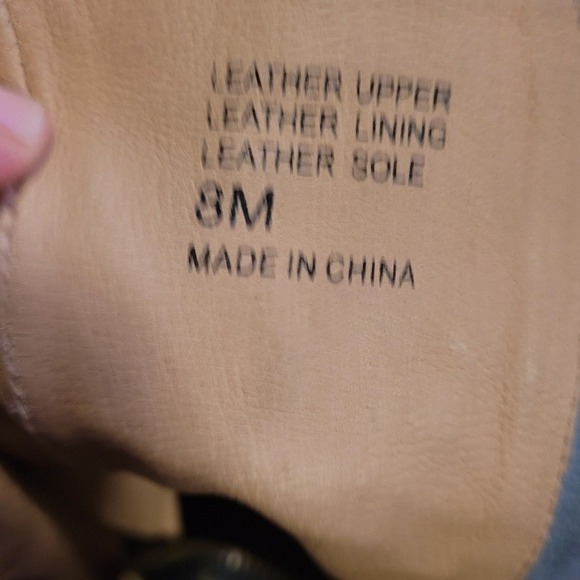 LEATHER UPPER
LEATHER LINING
LEATHER SOLE
8M
MADE IN CHINA